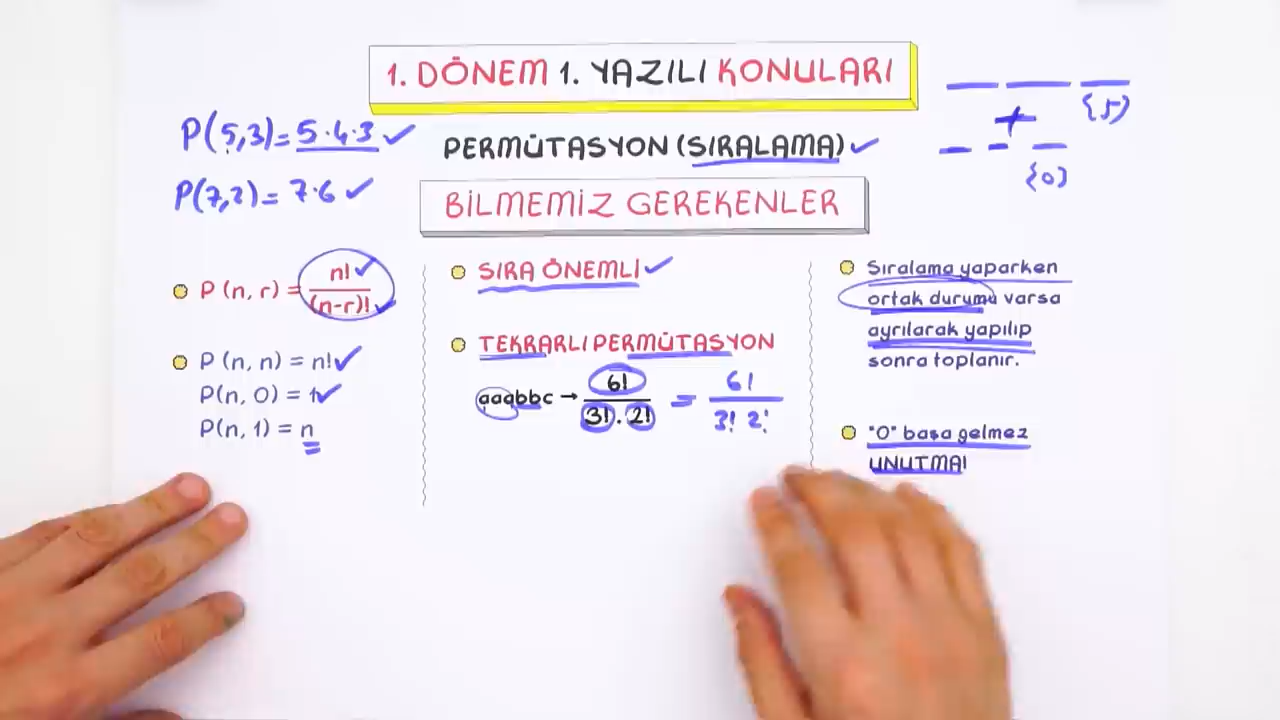 1. DÖNEM 1. YAZILI KONULARI
P(5,3)=5.4.3
PERMÜTASYON (SIRALAMA)
{5}
+
{0}
P(7,2)=7.6
BİLMEMİZ GEREKENLER
P (n, r) = n!/(n-r)!
P (n, n) = n!
P (n, 0) = 1
P (n, 1) = n
SIRA ÖNEMLİ
TEKRARLI PERMÜTASYON
aaabbc → 6!/3! . 2! = 6!/3! 2!
Sıralama yaparken
ortak durumu varsa
ayrılarak yapılıp
sonra toplanır.
"0" başa gelmez
UNUTMA!